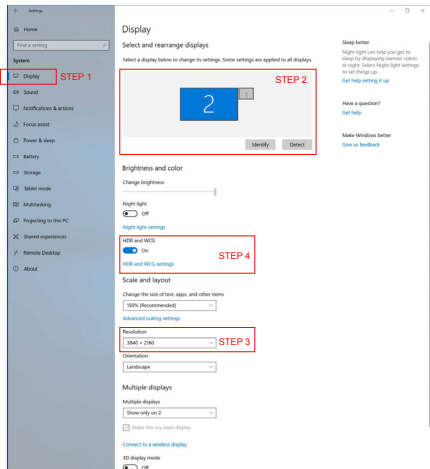 Settings
Home
Find a setting
System
Display
STEP 1
Sound
Notifications & actions
Focus assist
Power & sleep
Battery
Storage
Tablet mode
Multitasking
Projecting to this PC
Shared experiences
Remote Desktop
About
Display
Select and rearrange displays
Select a display below to change its settings. Some settings are applied to all displays.
STEP 2
2
1
Identify
Detect
Brightness and color
Change brightness
Night light
Off
Night light settings
HDR and WCG
On
STEP 4
HDR and WCG settings
Scale and layout
Change the size of text, apps, and other items
150% (Recommended)
Advanced scaling settings
Resolution
3840 × 2160
STEP 3
Orientation
Landscape
Multiple displays
Multiple displays
Show only on 2
Make this my main display
Connect to a wireless display
3D display mode
Off
Sleep better
Night light can help you get to
sleep by displaying warmer colors
at night. Select Night light settings
to set things up.
Get help setting it up
Have a question?
Get help
Make Windows better
Give us feedback